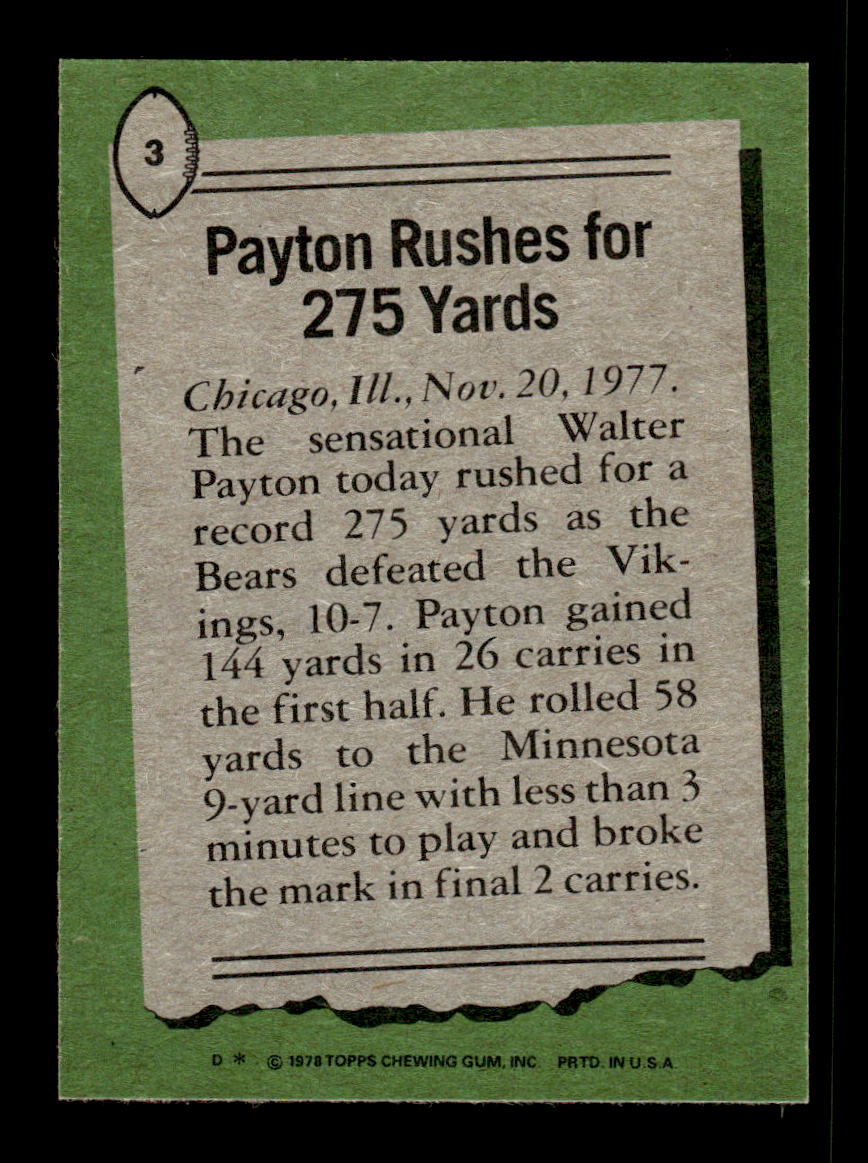 3
Payton Rushes for
275 Yards
Chicago, Ill., Nov. 20, 1977.
The sensational Walter
Payton today rushed for a
record 275 yards as the
Bears defeated the Vik-
ings, 10-7. Payton gained
144 yards in 26 carries in
the first half. He rolled 58
yards to the Minnesota
9-yard line with less than 3
minutes to play and broke
the mark in final 2 carries.
D * © 1978 TOPPS CHEWING GUM, INC. PRTD. IN U.S.A.